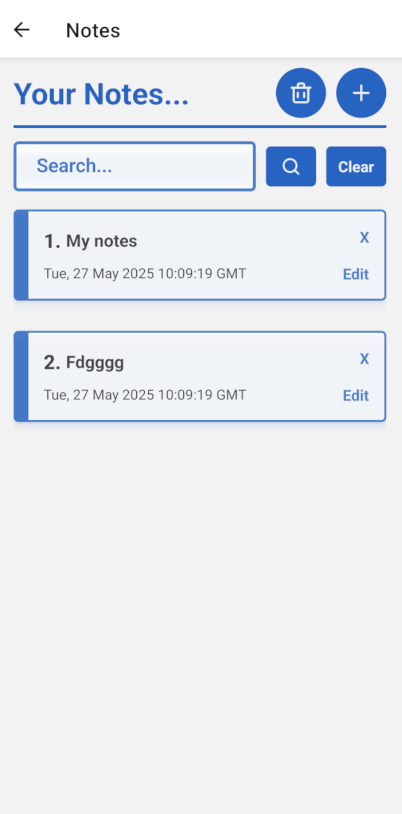 Notes
Your Notes...
Search...
Clear
1. My notes
X
Tue, 27 May 2025 10:09:19 GMT
Edit
2. Fdgggg
X
Tue, 27 May 2025 10:09:19 GMT
Edit